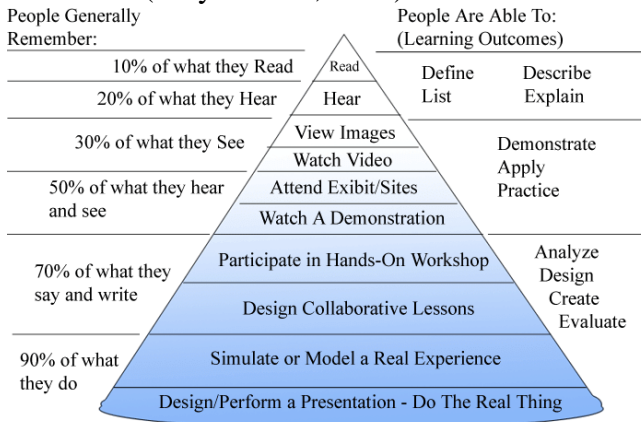 People Generally
Remember:
10% of what they Read
20% of what they Hear
30% of what they See
50% of what they hear
and see
70% of what they
say and write
90% of what
they do
Read
Hear
View Images
Watch Video
Attend Exibit/Sites
Watch A Demonstration
Participate in Hands-On Workshop
Design Collaborative Lessons
Simulate or Model a Real Experience
Design/Perform a Presentation - Do The Real Thing
People Are Able To:
(Learning Outcomes)
Define Describe
List Explain
Demonstrate
Apply
Practice
Analyze
Design
Create
Evaluate